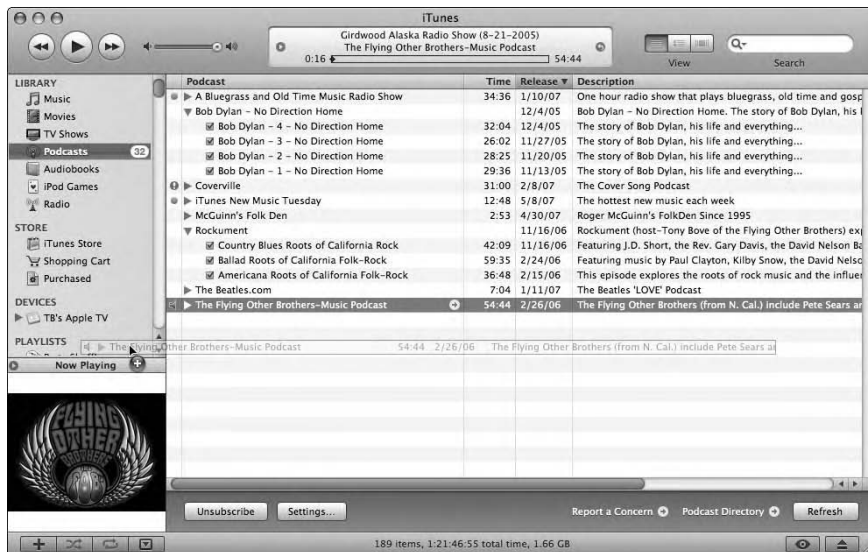 iTunes
Girdwood Alaska Radio Show (8-21-2005)
The Flying Other Brothers-Music Podcast
0:16 54:44
View Search
LIBRARY
Music
Movies
TV Shows
Podcasts 32
Audiobooks
iPod Games
Radio
STORE
iTunes Store
Shopping Cart
Purchased
DEVICES
TB's Apple TV
PLAYLISTS
Now Playing
FLYING OTHER BROTHERS
Podcast Time Release Description
A Bluegrass and Old Time Music Radio Show 34:36 1/10/07 One hour radio show that plays bluegrass, old time and gosp
Bob Dylan - No Direction Home 12/4/05 Bob Dylan - No Direction Home. The story of Bob Dylan, his l
Bob Dylan - 4 - No Direction Home 32:04 12/4/05 The story of Bob Dylan, his life and everything...
Bob Dylan - 3 - No Direction Home 26:02 11/27/05 The story of Bob Dylan, his life and everything...
Bob Dylan - 2 - No Direction Home 28:25 11/20/05 The story of Bob Dylan, his life and everything...
Bob Dylan - 1 - No Direction Home 29:36 11/13/05 The story of Bob Dylan, his life and everything...
Coverville 31:00 2/8/07 The Cover Song Podcast
iTunes New Music Tuesday 12:48 5/8/07 The hottest new music each week
McGuinn's Folk Den 2:53 4/30/07 Roger McGuinn's FolkDen Since 1995
Rockument 11/16/06 Rockument (host-Tony Bove of the Flying Other Brothers) exp
Country Blues Roots of California Rock 42:09 11/16/06 Featuring J.D. Short, the Rev. Gary Davis, the David Nelson Ba
Ballad Roots of California Folk-Rock 59:35 2/24/06 Featuring music by Paul Clayton, Kilby Snow, the David Nelso
Americana Roots of California Folk-Rock 36:48 2/15/06 This episode explores the roots of rock music and the influer
The Beatles.com 7:04 1/11/07 The Beatles 'LOVE' Podcast
The Flying Other Brothers-Music Podcast 54:44 2/26/06 The Flying Other Brothers (from N. Cal.) include Pete Sears ar
The Flying Other Brothers-Music Podcast 54:44 2/26/06 The Flying Other Brothers (from N. Cal.) include Pete Sears ar
Unsubscribe Settings... Report a Concern Podcast Directory Refresh
189 items, 1:21:46:55 total time, 1.66 GB